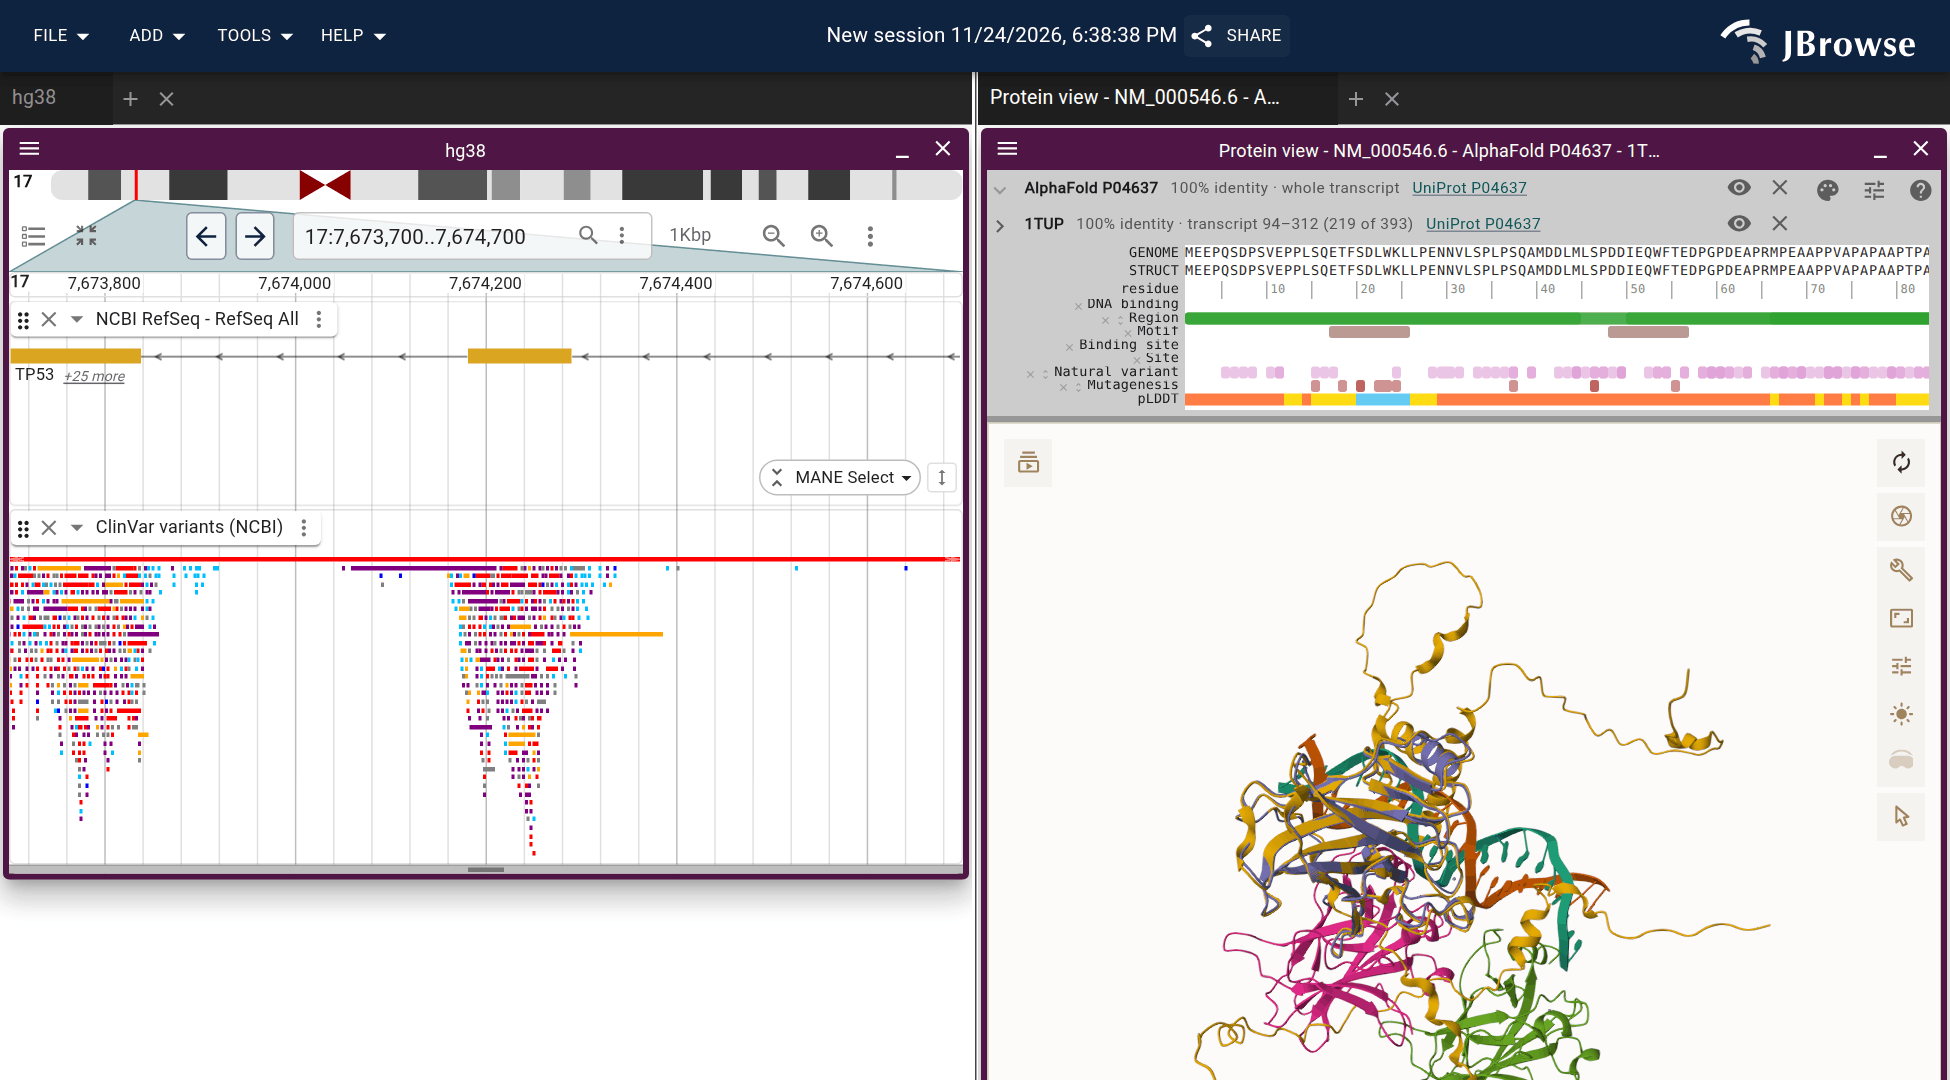 FILE ADD TOOLS HELP New session 11/24/2026, 6:38:38 PM SHARE JBrowse
hg38
Protein view - NM_000546.6 - A...
hg38
17
17:7,673,700..7,674,700 1Kbp
17 7,673,800 7,674,000 7,674,200 7,674,400 7,674,600
NCBI RefSeq - RefSeq All
TP53 +25 more
MANE Select
ClinVar variants (NCBI)
Protein view - NM_000546.6 - AlphaFold P04637 - 1T...
AlphaFold P04637 100% identity · whole transcript UniProt P04637
1TUP 100% identity · transcript 94–312 (219 of 393) UniProt P04637
GENOME MEEPQSDPSVEPPLSQETFSDLWKLLPENNVLSPLPSQAMDDLMLSPDDIEQWFTEDPGPDEAPRMPEAAPPVAPAPAAPTPA
STRUCT MEEPQSDPSVEPPLSQETFSDLWKLLPENNVLSPLPSQAMDDLMLSPDDIEQWFTEDPGPDEAPRMPEAAPPVAPAPAAPTPA
residue 10 20 30 40 50 60 70 80
DNA binding
Region
Motif
Binding site
Site
Natural variant
Mutagenesis
pLDDT